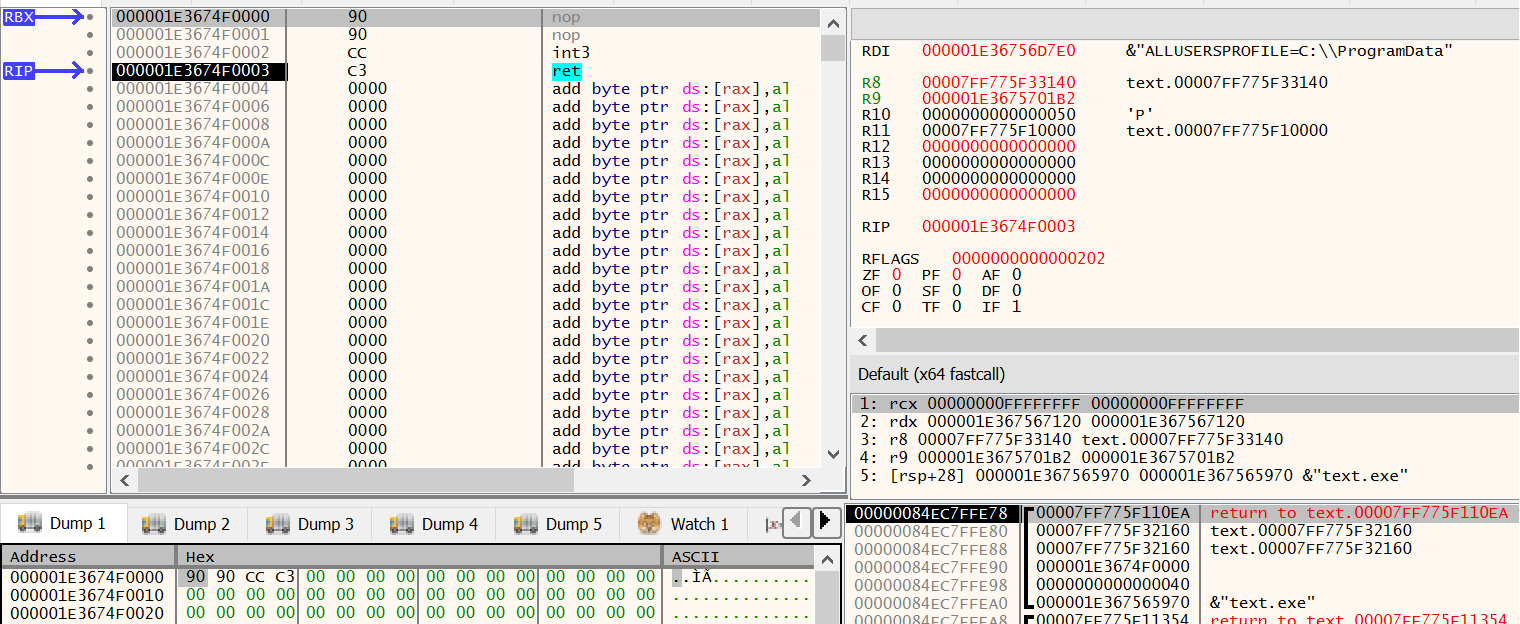 RBX 000001E3674F0000 90 nop
000001E3674F0001 90 nop
000001E3674F0002 CC int3
RIP 000001E3674F0003 C3 ret
000001E3674F0004 0000 add byte ptr ds:[rax],al
000001E3674F0006 0000 add byte ptr ds:[rax],al
000001E3674F0008 0000 add byte ptr ds:[rax],al
000001E3674F000A 0000 add byte ptr ds:[rax],al
000001E3674F000C 0000 add byte ptr ds:[rax],al
000001E3674F000E 0000 add byte ptr ds:[rax],al
000001E3674F0010 0000 add byte ptr ds:[rax],al
000001E3674F0012 0000 add byte ptr ds:[rax],al
000001E3674F0014 0000 add byte ptr ds:[rax],al
000001E3674F0016 0000 add byte ptr ds:[rax],al
000001E3674F0018 0000 add byte ptr ds:[rax],al
000001E3674F001A 0000 add byte ptr ds:[rax],al
000001E3674F001C 0000 add byte ptr ds:[rax],al
000001E3674F001E 0000 add byte ptr ds:[rax],al
000001E3674F0020 0000 add byte ptr ds:[rax],al
000001E3674F0022 0000 add byte ptr ds:[rax],al
000001E3674F0024 0000 add byte ptr ds:[rax],al
000001E3674F0026 0000 add byte ptr ds:[rax],al
000001E3674F0028 0000 add byte ptr ds:[rax],al
000001E3674F002A 0000 add byte ptr ds:[rax],al
000001E3674F002C 0000 add byte ptr ds:[rax],al
000001E3674F002E 0000 add byte ptr ds:[rax],al
RDI 000001E36756D7E0 &"ALLUSERSPROFILE=C:\\ProgramData"
R8 00007FF775F33140 text.00007FF775F33140
R9 000001E3675701B2
R10 0000000000000050 'P'
R11 00007FF775F10000 text.00007FF775F10000
R12 0000000000000000
R13 0000000000000000
R14 0000000000000000
R15 0000000000000000
RIP 000001E3674F0003
RFLAGS 0000000000000202
ZF 0 PF 0 AF 0
OF 0 SF 0 DF 0
CF 0 TF 0 IF 1
Default (x64 fastcall)
1: rcx 00000000FFFFFFFF 00000000FFFFFFFF
2: rdx 000001E367567120 000001E367567120
3: r8 00007FF775F33140 text.00007FF775F33140
4: r9 000001E3675701B2 000001E3675701B2
5: [rsp+28] 000001E367565970 000001E367565970 &"text.exe"
Dump 1 Dump 2 Dump 3 Dump 4 Dump 5 Watch 1
Address Hex ASCII
000001E3674F0000 90 90 CC C3 00 00 00 00 00 00 00 00 00 00 00 00 ..ÌÃ............
000001E3674F0010 00 00 00 00 00 00 00 00 00 00 00 00 00 00 00 00 ................
000001E3674F0020 00 00 00 00 00 00 00 00 00 00 00 00 00 00 00 00 ................
00000084EC7FFE78 00007FF775F110EA return to text.00007FF775F110EA
00000084EC7FFE80 00007FF775F32160 text.00007FF775F32160
00000084EC7FFE88 00007FF775F32160 text.00007FF775F32160
00000084EC7FFE90 000001E3674F0000
00000084EC7FFE98 0000000000000040
00000084EC7FFEA0 000001E367565970 &"text.exe"
00000084EC7FFEA8 00007FF775F11354 return to text.00007FF775F11354